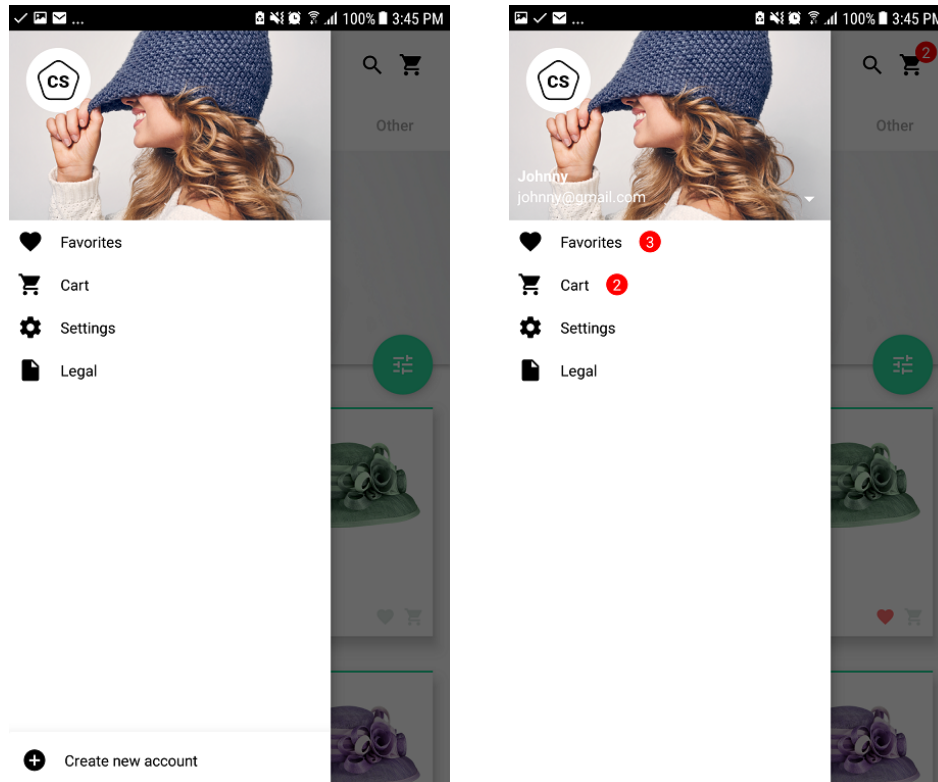 ... 100% 3:45 PM
CS
Other
Favorites
Cart
Settings
Legal
Create new account
... 100% 3:45 PM
CS
2
Other
Johnny
johnny@gmail.com
Favorites 3
Cart 2
Settings
Legal